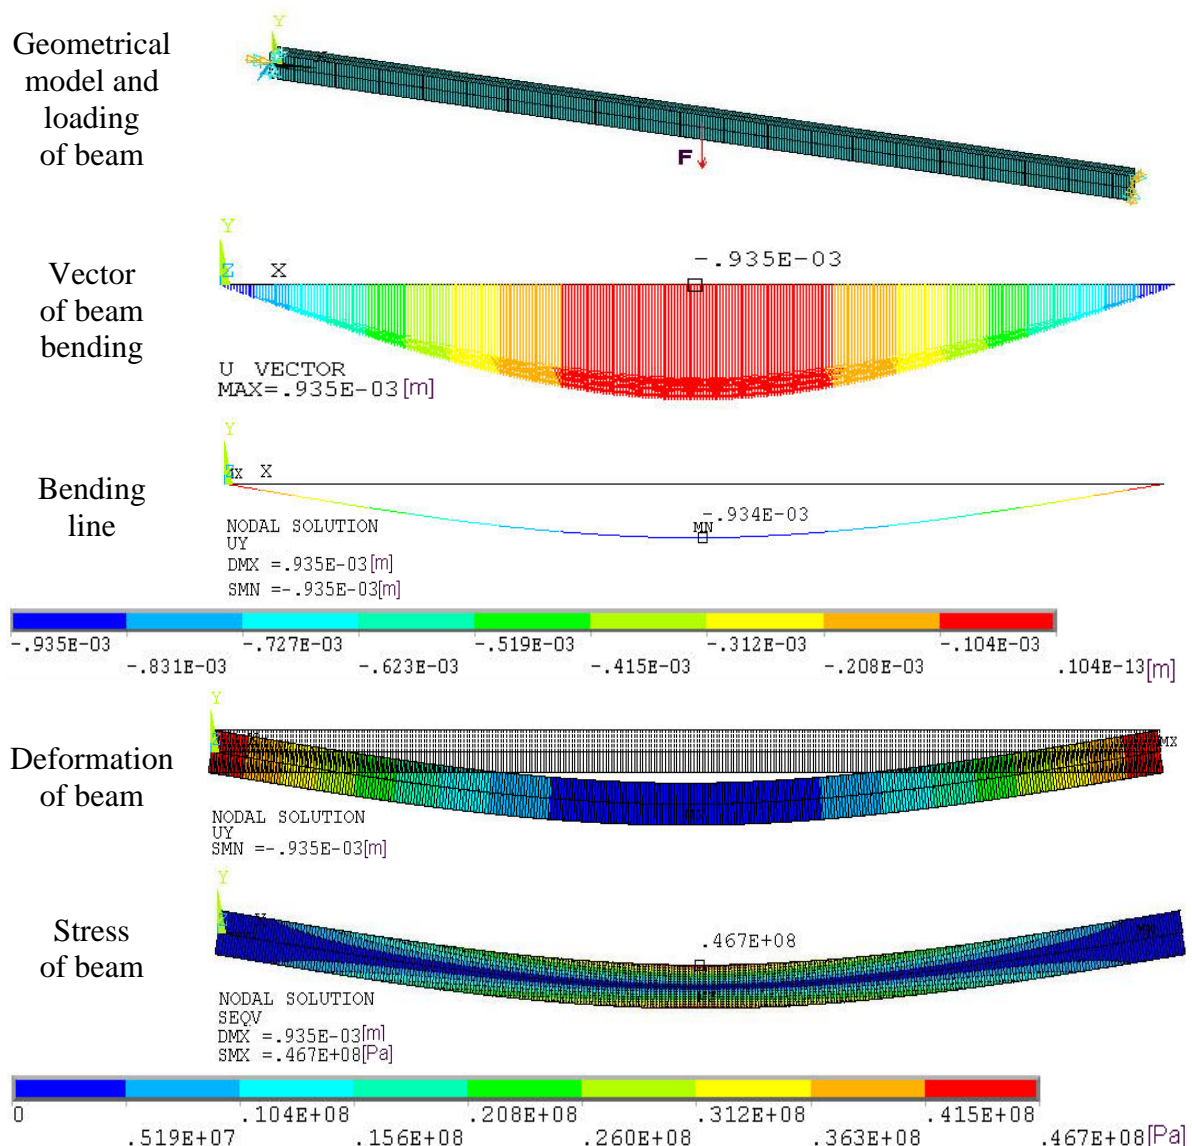 Geometrical
model and
loading
of beam
Y
F
Vector
of beam
bending
Y
Z X
-.935E-03
U VECTOR
MAX=.935E-03[m]
Bending
line
Y
Z MX X
-.934E-03
MN
NODAL SOLUTION
UY
DMX =.935E-03[m]
SMN =-.935E-03[m]
-.935E-03 -.727E-03 -.519E-03 -.312E-03 -.104E-03
-.831E-03 -.623E-03 -.415E-03 -.208E-03 .104E-13[m]
Deformation
of beam
Y
MX
NODAL SOLUTION
UY
SMN =-.935E-03[m]
Stress
of beam
Y
.467E+08
NODAL SOLUTION
SEQV
DMX =.935E-03[m]
SMX =.467E+08[Pa]
0 .104E+08 .208E+08 .312E+08 .415E+08
.519E+07 .156E+08 .260E+08 .363E+08 .467E+08[Pa]